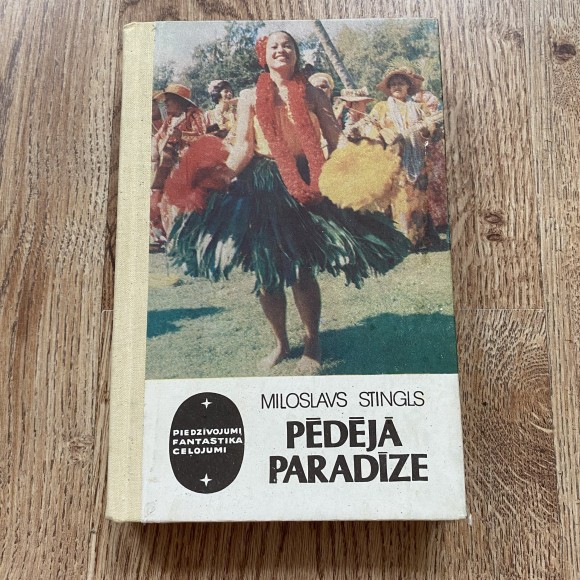 MILOSLAVS STINGLS
PĒDĒJĀ
PARADĪZE
PIEDZĪVOJUMI
FANTASTIKA
CEĻOJUMI